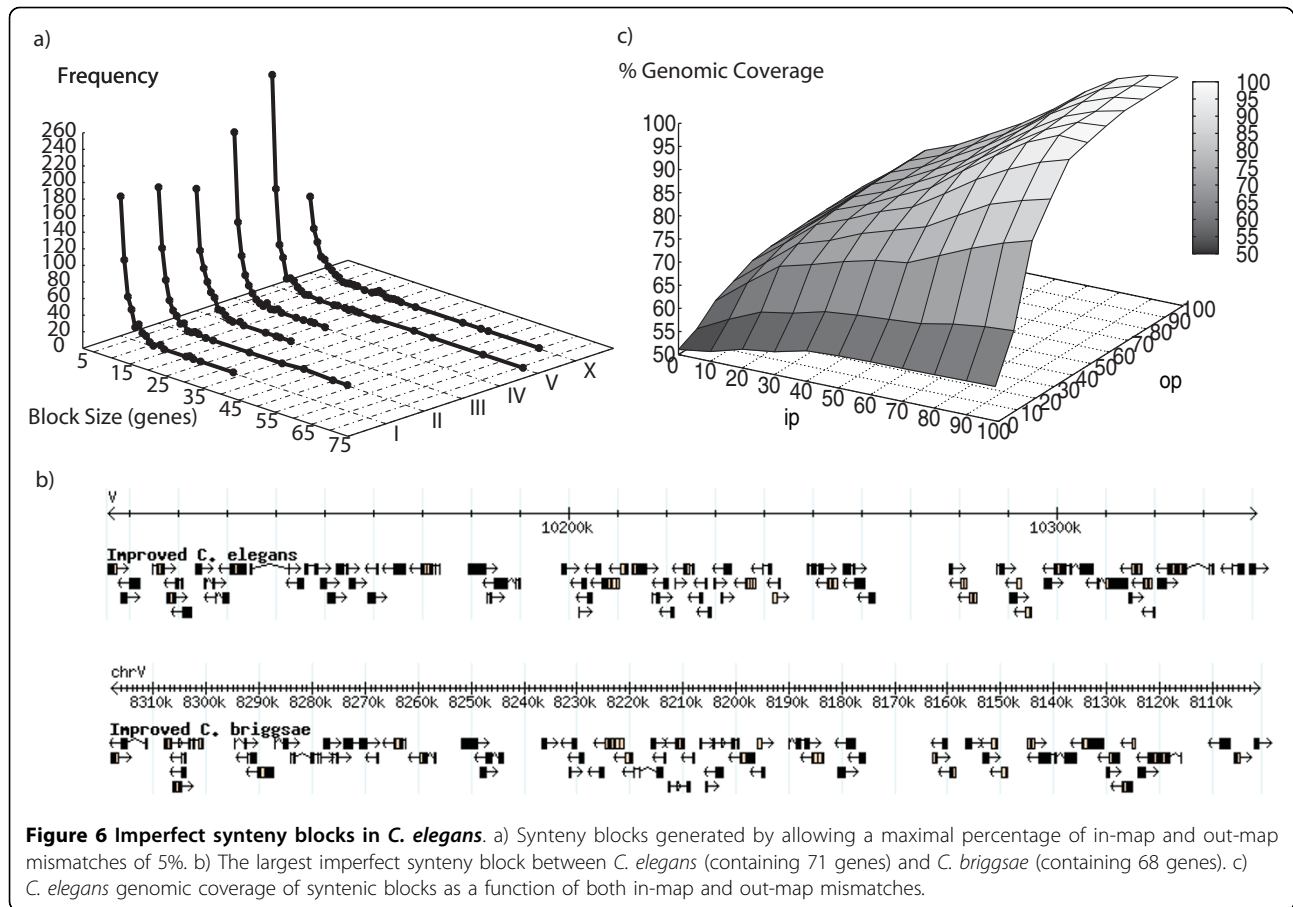 a)
Frequency
260
240
220
200
180
160
140
120
100
80
60
40
20
0
5
15
25
35
45
55
65
75
Block Size (genes)
I
II
III
IV
V
X
c)
% Genomic Coverage
100
95
90
85
80
75
70
65
60
55
50
0
10
20
30
40
50
60
70
80
90
100
ip
0
10
20
30
40
50
60
70
80
90
100
op
100
95
90
85
80
75
70
65
60
55
50
b)
V
10200k 10300k
Improved C. elegans
chrV
8310k 8300k 8290k 8280k 8270k 8260k 8250k 8240k 8230k 8220k 8210k 8200k 8190k 8170k 8160k 8150k 8140k 8130k 8120k 8110k
Improved C. briggsae
Figure 6 Imperfect synteny blocks in C. elegans. a) Synteny blocks generated by allowing a maximal percentage of in-map and out-map
mismatches of 5%. b) The largest imperfect synteny block between C. elegans (containing 71 genes) and C. briggsae (containing 68 genes). c)
C. elegans genomic coverage of syntenic blocks as a function of both in-map and out-map mismatches.